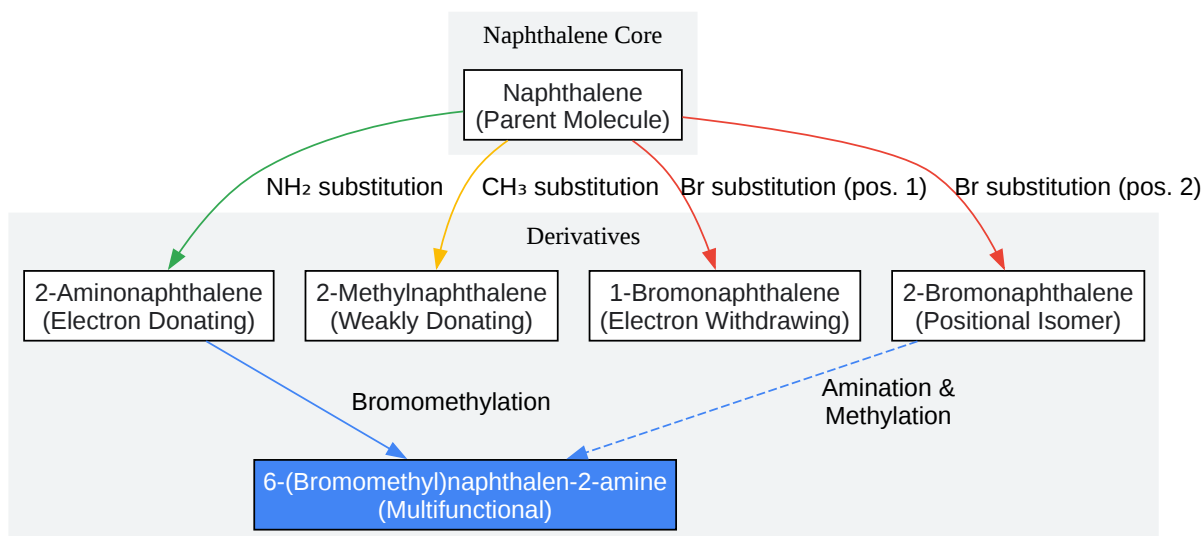 Naphthalene Core
Naphthalene
(Parent Molecule)
NH₂ substitution
CH₃ substitution
Br substitution (pos. 1)
Br substitution (pos. 2)
Derivatives
2-Aminonaphthalene
(Electron Donating)
2-Methylnaphthalene
(Weakly Donating)
1-Bromonaphthalene
(Electron Withdrawing)
2-Bromonaphthalene
(Positional Isomer)
Bromomethylation
Amination &
Methylation
6-(Bromomethyl)naphthalen-2-amine
(Multifunctional)